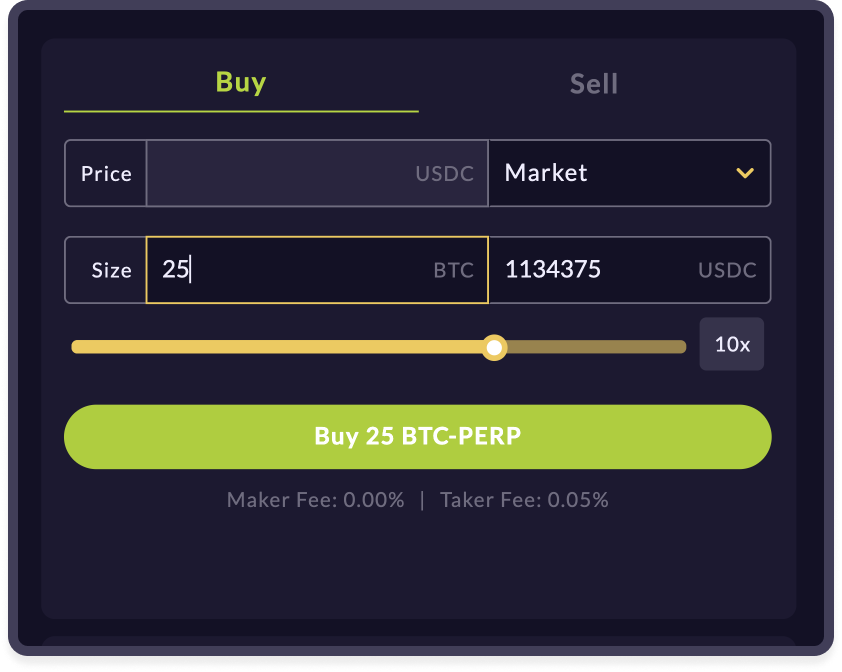 Buy Sell
Price USDC Market
Size 25 BTC 1134375 USDC
10x
Buy 25 BTC-PERP
Maker Fee: 0.00% | Taker Fee: 0.05%